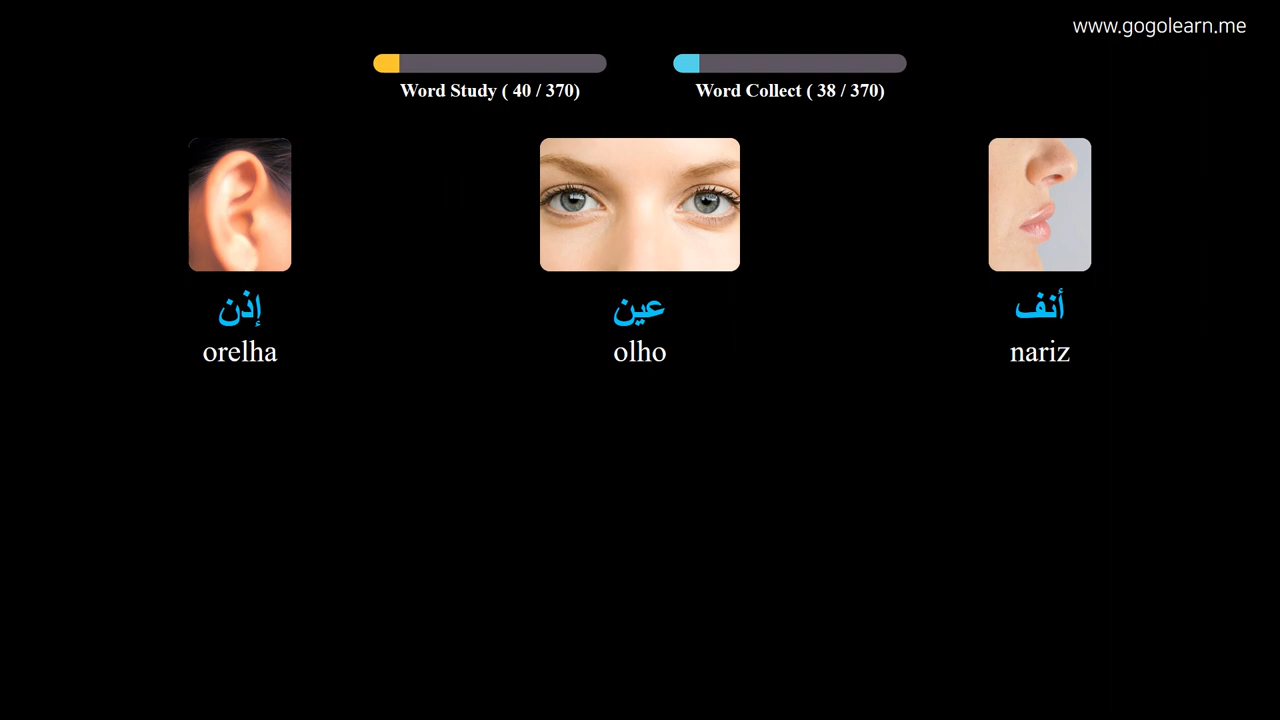 www.gogolearn.me
Word Study ( 40 / 370)
Word Collect ( 38 / 370)
إذن
orelha
عين
olho
أنف
nariz